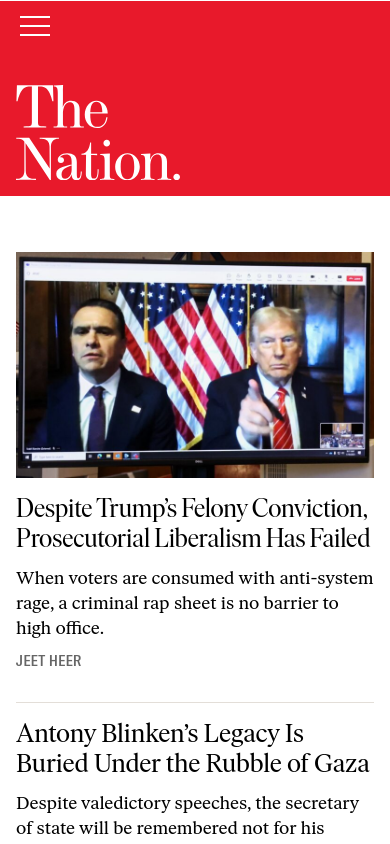 The
Nation.
Despite Trump's Felony Conviction,
Prosecutorial Liberalism Has Failed
When voters are consumed with anti-system
rage, a criminal rap sheet is no barrier to
high office.
JEET HEER
Antony Blinken's Legacy Is
Buried Under the Rubble of Gaza
Despite valedictory speeches, the secretary
of state will be remembered not for his